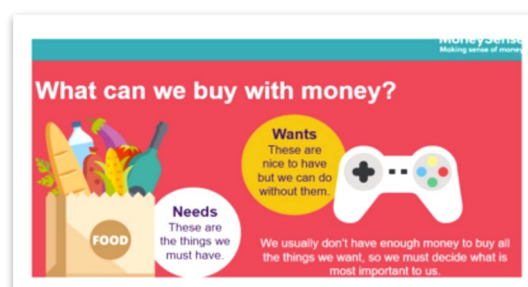 MoneySense
Making sense of money
What can we buy with money?
Wants
These are
nice to have
but we can do
without them.
Needs
These are
the things we
must have.
FOOD
We usually don't have enough money to buy all
the things we want, so we must decide what is
most important to us.